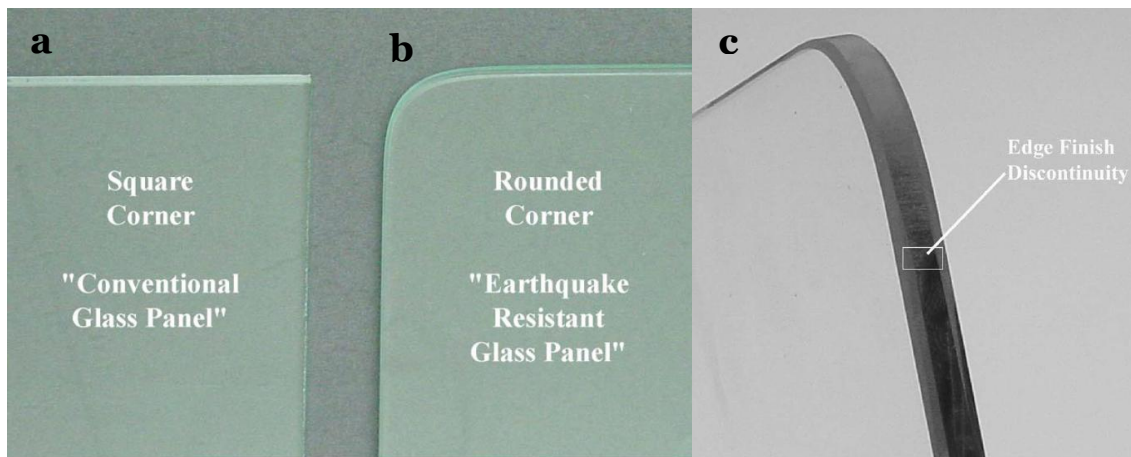 a
Square
Corner
"Conventional
Glass Panel"
b
Rounded
Corner
"Earthquake
Resistant
Glass Panel"
c
Edge Finish
Discontinuity